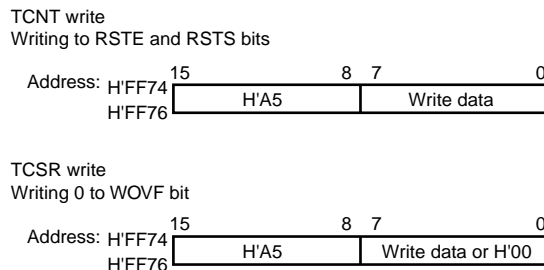 TCNT write
Writing to RSTE and RSTS bits
15 8 7 0
Address: H'FF74
H'A5 Write data
H'FF76
TCSR write
Writing 0 to WOVF bit
15 8 7 0
Address: H'FF74
H'A5 Write data or H'00
H'FF76